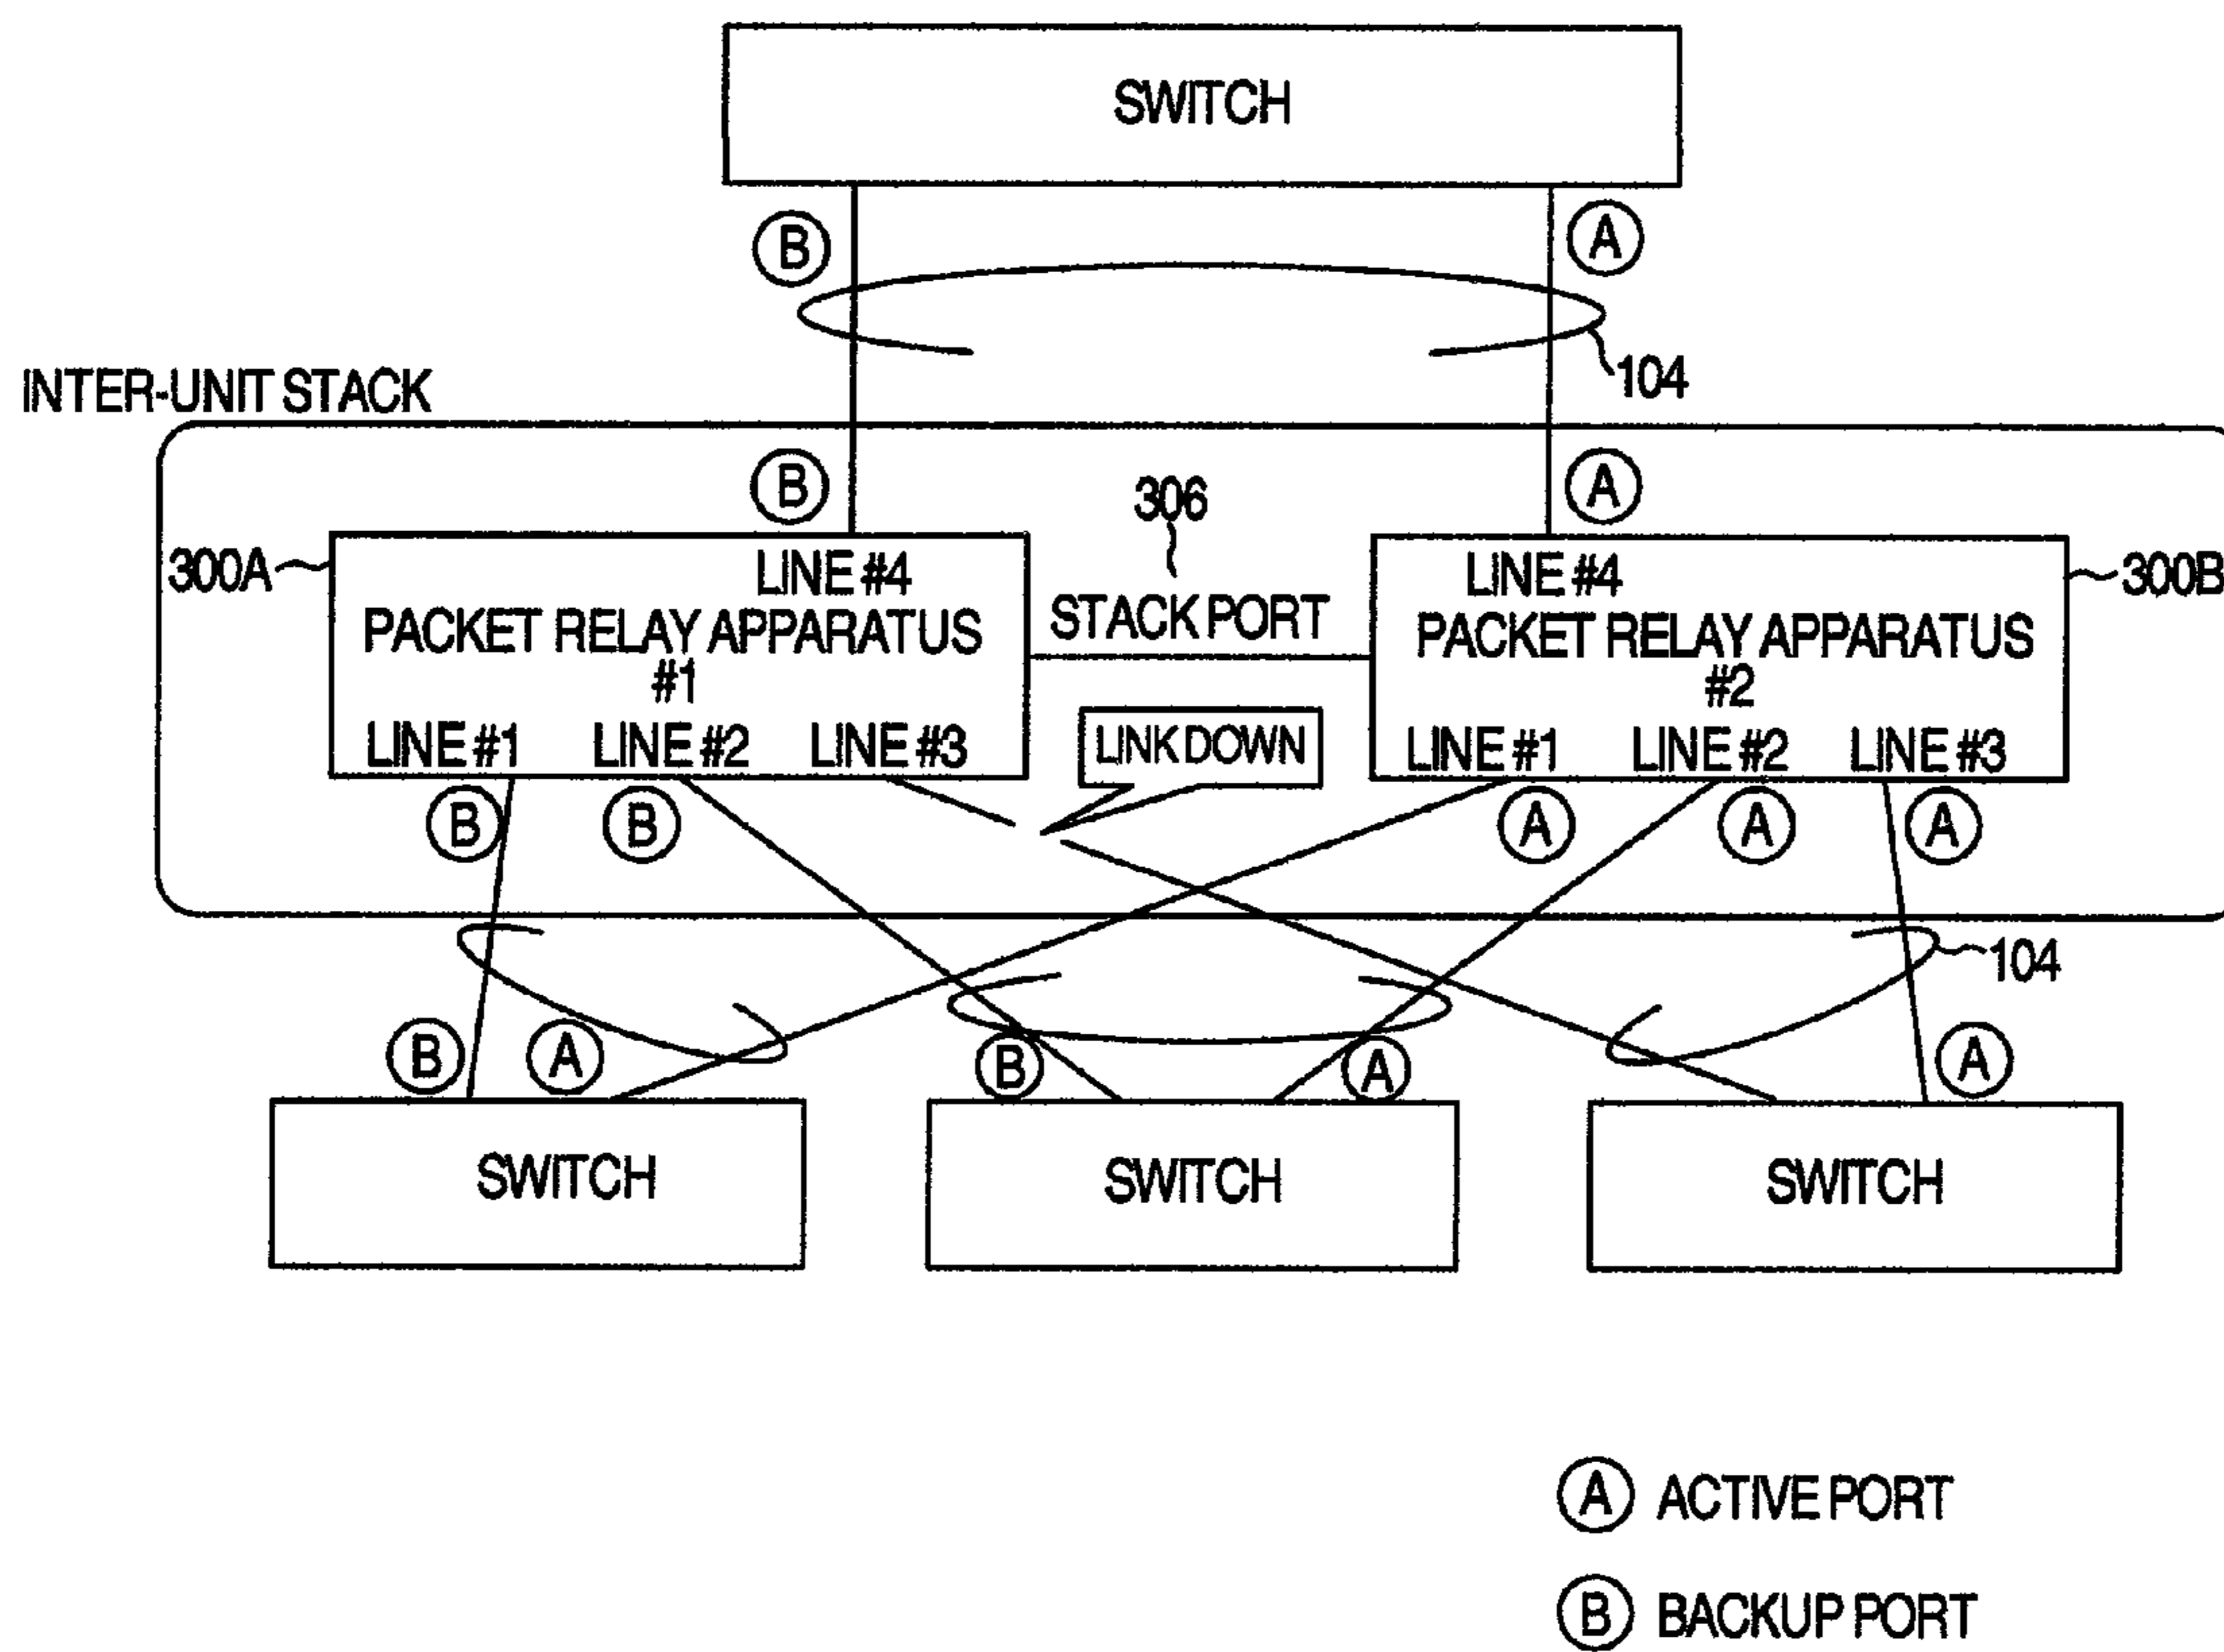 SWITCH
B
A
104
INTER-UNIT STACK
B
306
A
300A
LINE #4
PACKET RELAY APPARATUS
#1
LINE #1 LINE #2 LINE #3
STACK PORT
LINE #4
PACKET RELAY APPARATUS
#2
LINE #1 LINE #2 LINE #3
300B
LINK DOWN
B B
A A A
104
B A
B A
A
SWITCH
SWITCH
SWITCH
A ACTIVE PORT
B BACKUP PORT